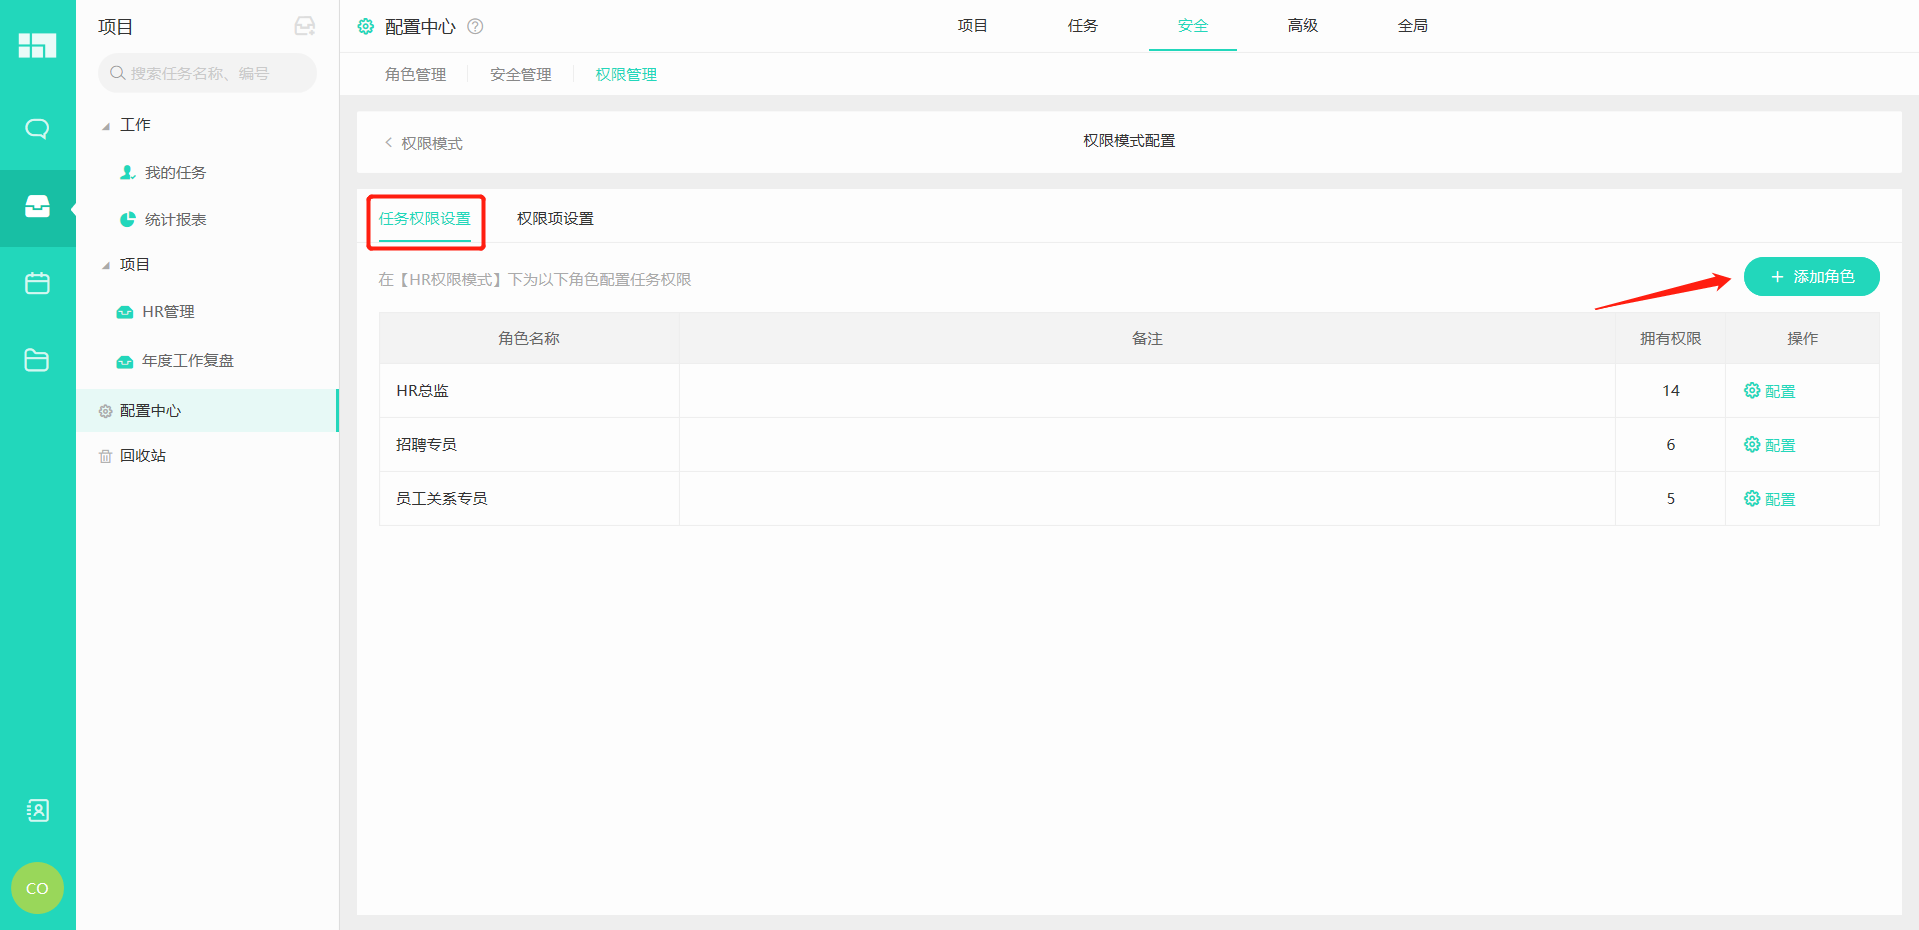 项目
搜索任务名称、编号
工作
我的任务
统计报表
项目
HR管理
年度工作复盘
配置中心
回收站
CO
配置中心 ?
项目 任务 安全 高级 全局
角色管理 安全管理 权限管理
< 权限模式 权限模式配置
任务权限设置 权限项设置
在【HR权限模式】下为以下角色配置任务权限
+ 添加角色
角色名称 备注 拥有权限 操作
HR总监 14 配置
招聘专员 6 配置
员工关系专员 5 配置